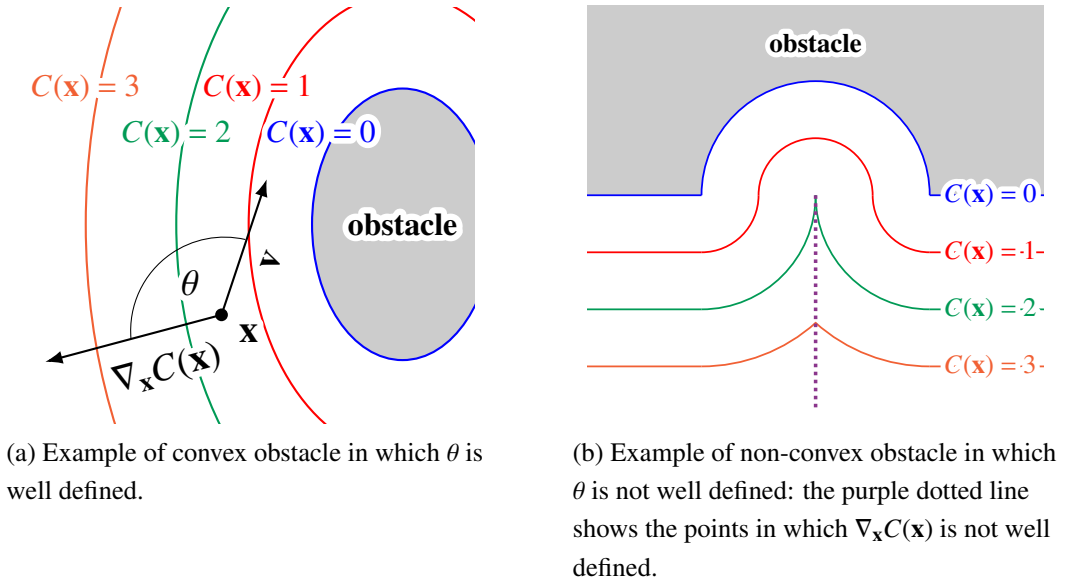 C(x) = 3
C(x) = 1
C(x) = 2
C(x) = 0
obstacle
v
θ
x
∇ₓC(x)
(a) Example of convex obstacle in which θ is
well defined.
obstacle
C(x) = 0
C(x) = 1
C(x) = 2
C(x) = 3
(b) Example of non-convex obstacle in which
θ is not well defined: the purple dotted line
shows the points in which ∇ₓC(x) is not well
defined.